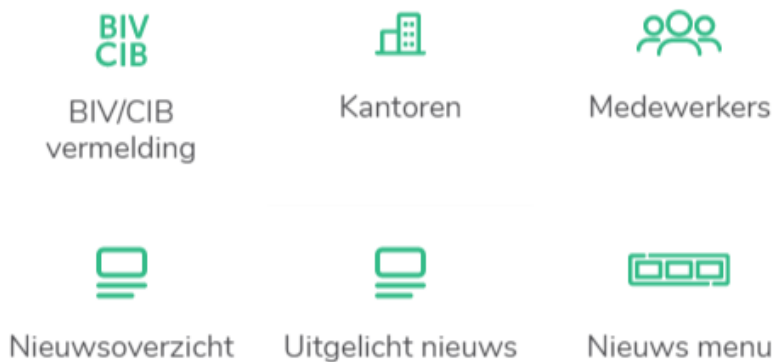 BIV
CIB
BIV/CIB
vermelding
Kantoren
Medewerkers
Nieuwsoverzicht
Uitgelicht nieuws
Nieuws menu